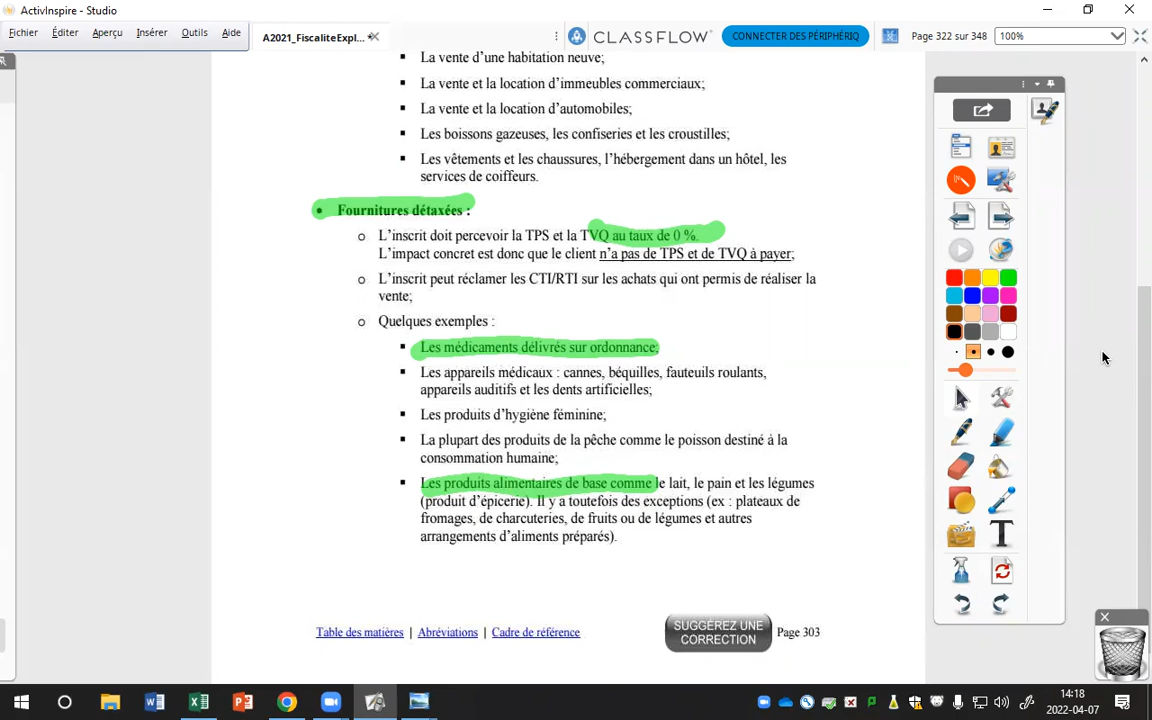 ActivInspire - Studio
Fichier Éditer Aperçu Insérer Outils Aide
A2021_FiscaliteExpl...
CLASSFLOW
CONNECTER DES PÉRIPHÉRIQ
Page 322 sur 348
100%
▪ La vente d’une habitation neuve;
▪ La vente et la location d’immeubles commerciaux;
▪ La vente et la location d’automobiles;
▪ Les boissons gazeuses, les confiseries et les croustilles;
▪ Les vêtements et les chaussures, l’hébergement dans un hôtel, les
services de coiffeurs.
• Fournitures détaxées :
o L’inscrit doit percevoir la TPS et la TVQ au taux de 0 %.
L’impact concret est donc que le client n’a pas de TPS et de TVQ à payer;
o L’inscrit peut réclamer les CTI/RTI sur les achats qui ont permis de réaliser la
vente;
o Quelques exemples :
▪ Les médicaments délivrés sur ordonnance;
▪ Les appareils médicaux : cannes, béquilles, fauteuils roulants,
appareils auditifs et les dents artificielles;
▪ Les produits d’hygiène féminine;
▪ La plupart des produits de la pêche comme le poisson destiné à la
consommation humaine;
▪ Les produits alimentaires de base comme le lait, le pain et les légumes
(produit d’épicerie). Il y a toutefois des exceptions (ex : plateaux de
fromages, de charcuteries, de fruits ou de légumes et autres
arrangements d’aliments préparés).
Table des matières | Abréviations | Cadre de référence
SUGGÉREZ UNE
CORRECTION
Page 303
14:18
2022-04-07